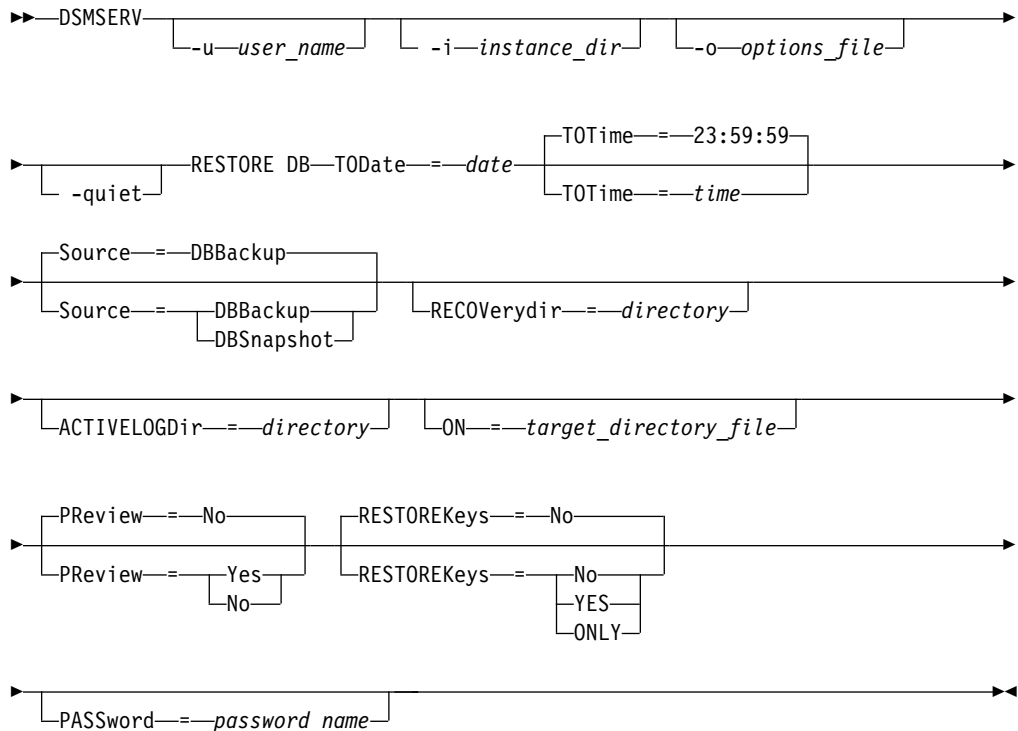 DSMSERV
-u user_name -i instance_dir -o options_file
TOTime = 23:59:59
-quiet RESTORE DB TODate = date TOTime = time
Source = DBBackup
Source = DBBackup
DBSnapshot
RECOVerydir = directory
ACTIVELOGDir = directory ON = target_directory_file
PReview = No RESTOREKeys = No
PReview = Yes RESTOREKeys = No
No YES
ONLY
PASSword = password name